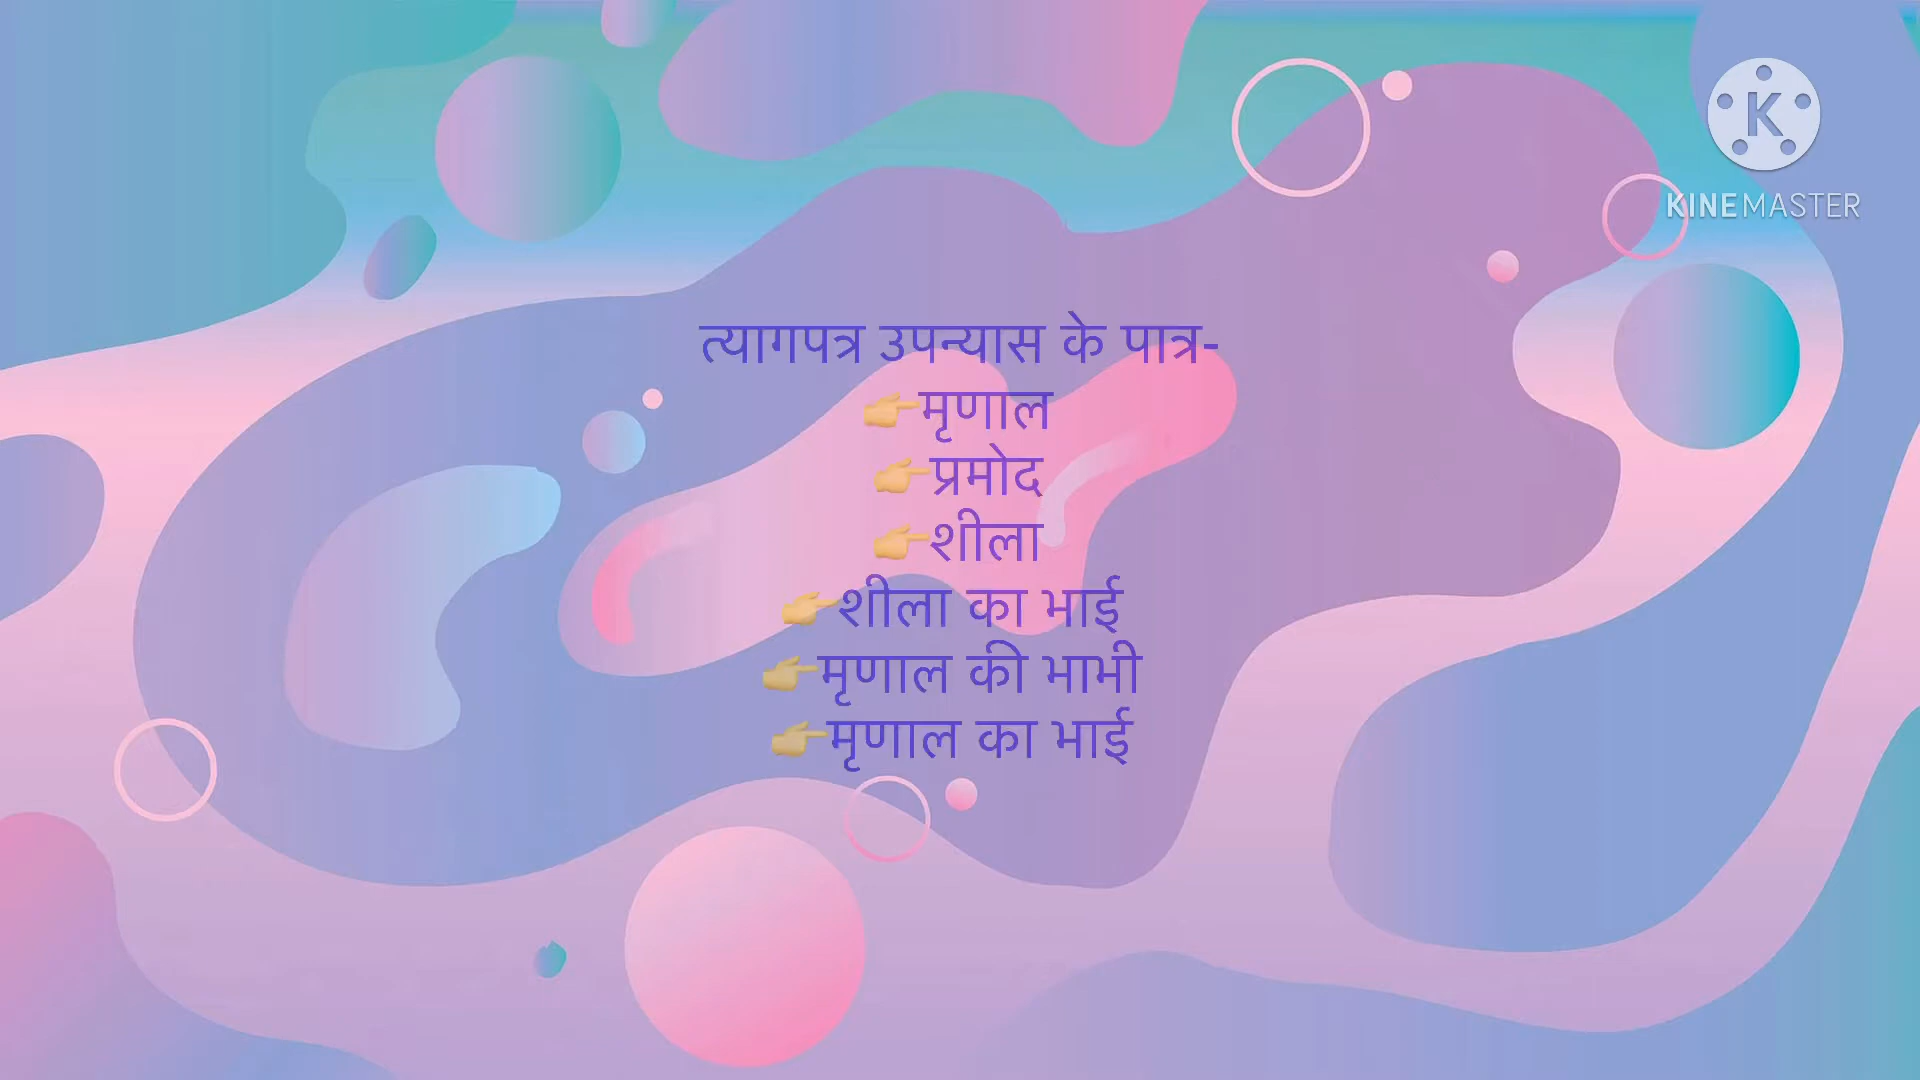 KINEMASTER
त्यागपत्र उपन्यास के पात्र-
👉मृणाल
👉प्रमोद
👉शीला
👉शीला का भाई
👉मृणाल की भाभी
👉मृणाल का भाई